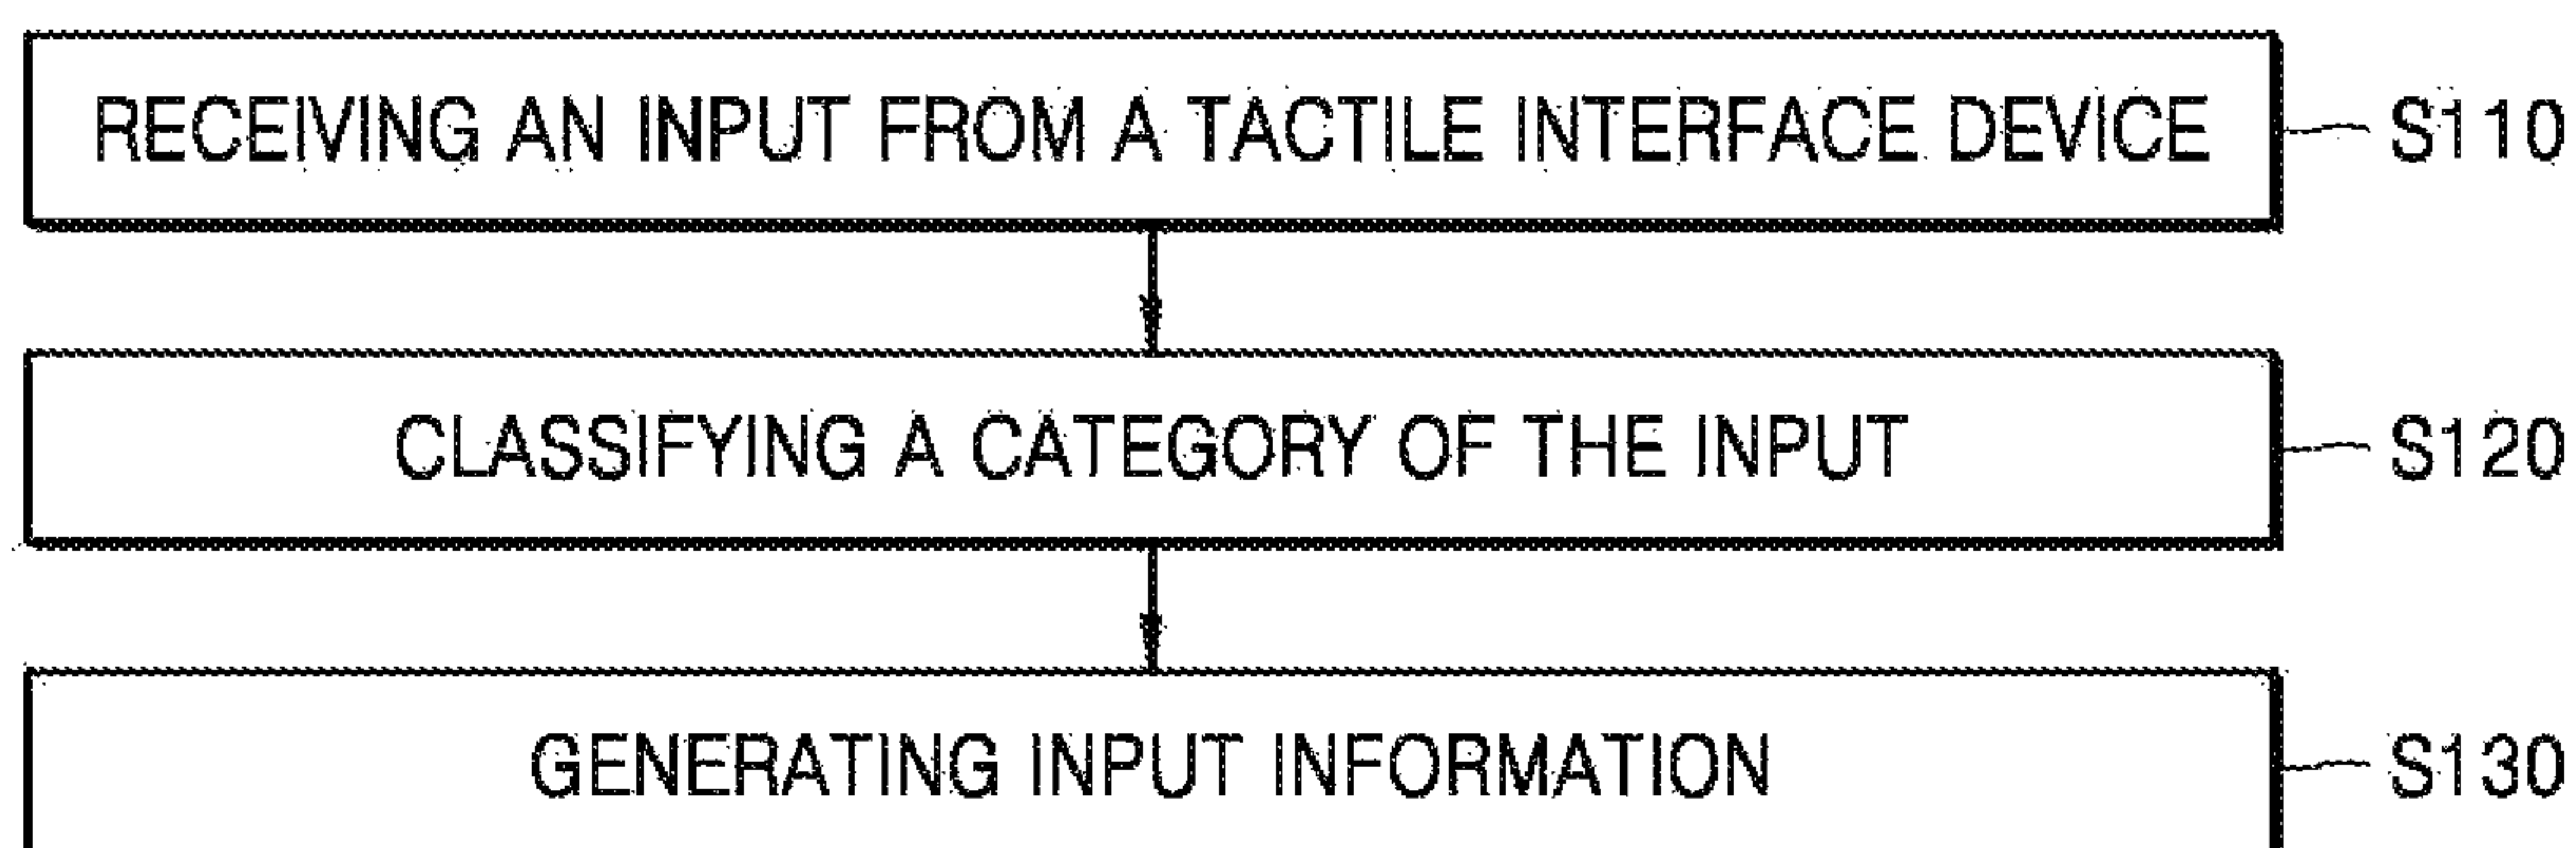 RECEIVING AN INPUT FROM A TACTILE INTERFACE DEVICE S110
CLASSIFYING A CATEGORY OF THE INPUT S120
GENERATING INPUT INFORMATION S130